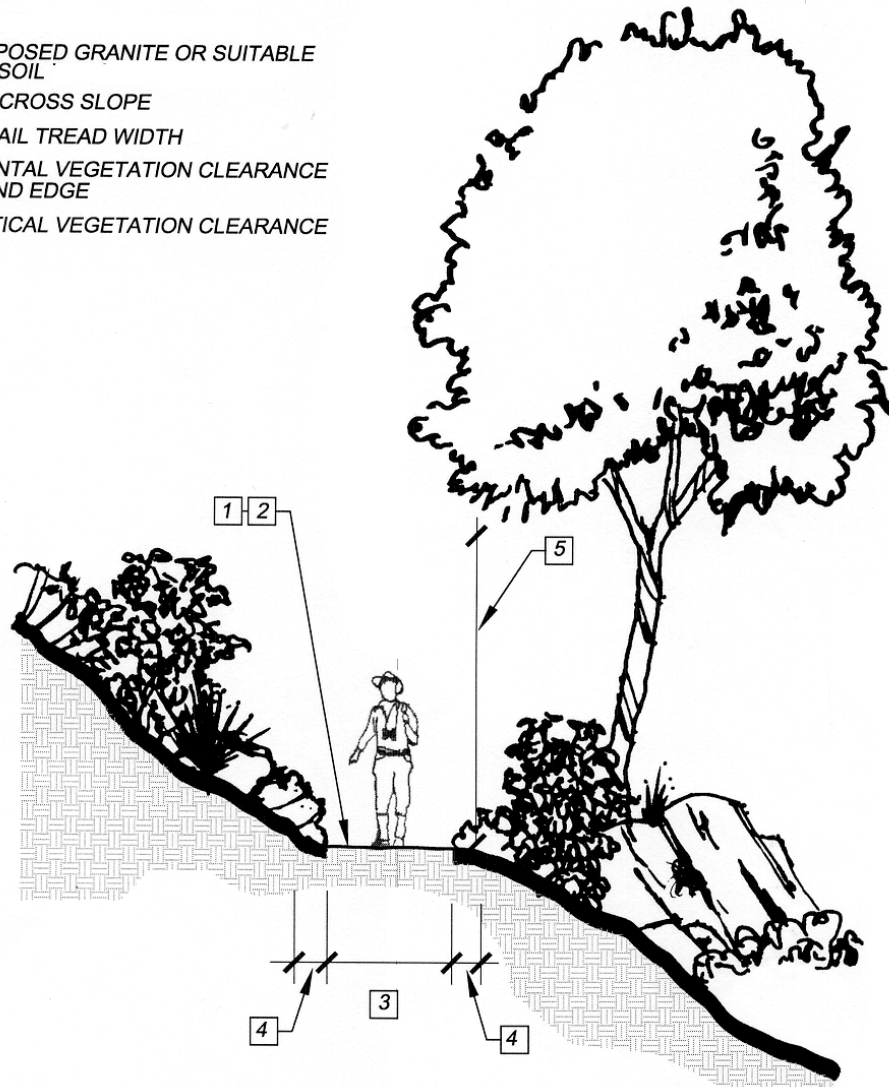 POSED GRANITE OR SUITABLE
SOIL
CROSS SLOPE
AIL TREAD WIDTH
NTAL VEGETATION CLEARANCE
ND EDGE
TICAL VEGETATION CLEARANCE
1 2
5
3
4
4